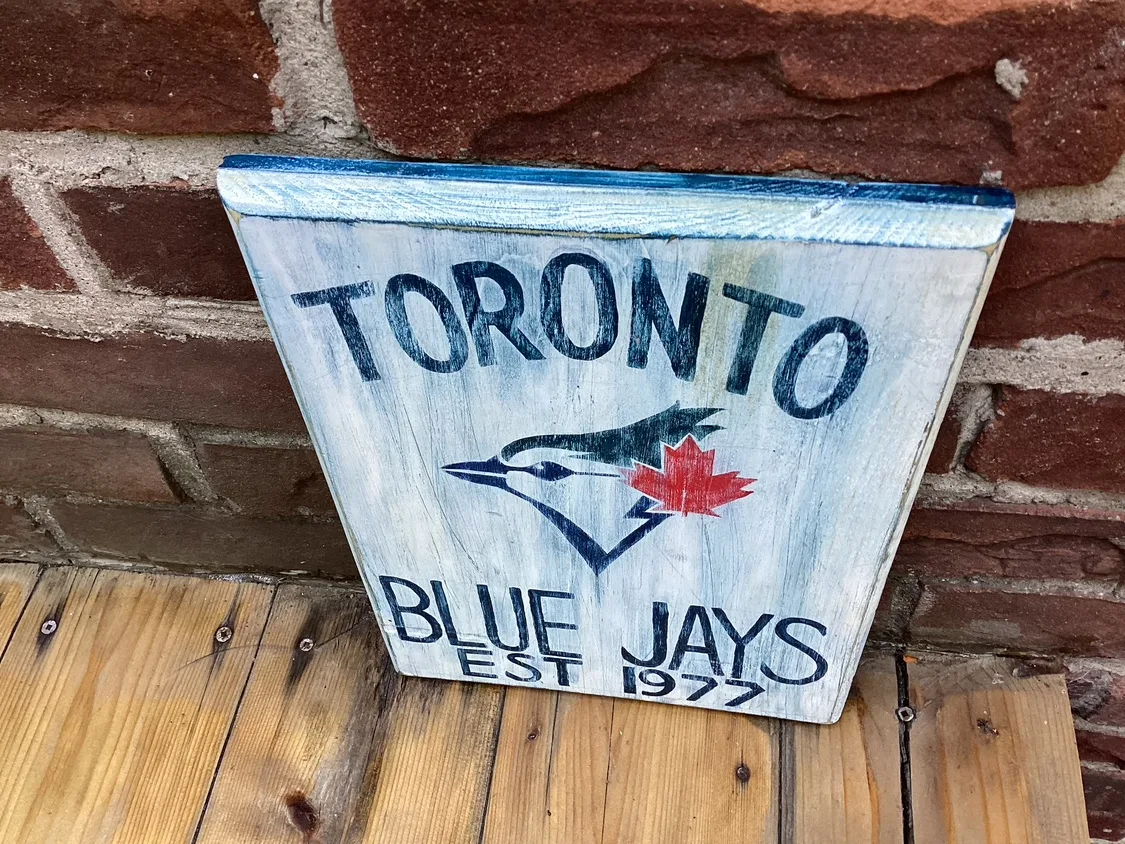 TORONTO
BLUE JAYS
EST 1977